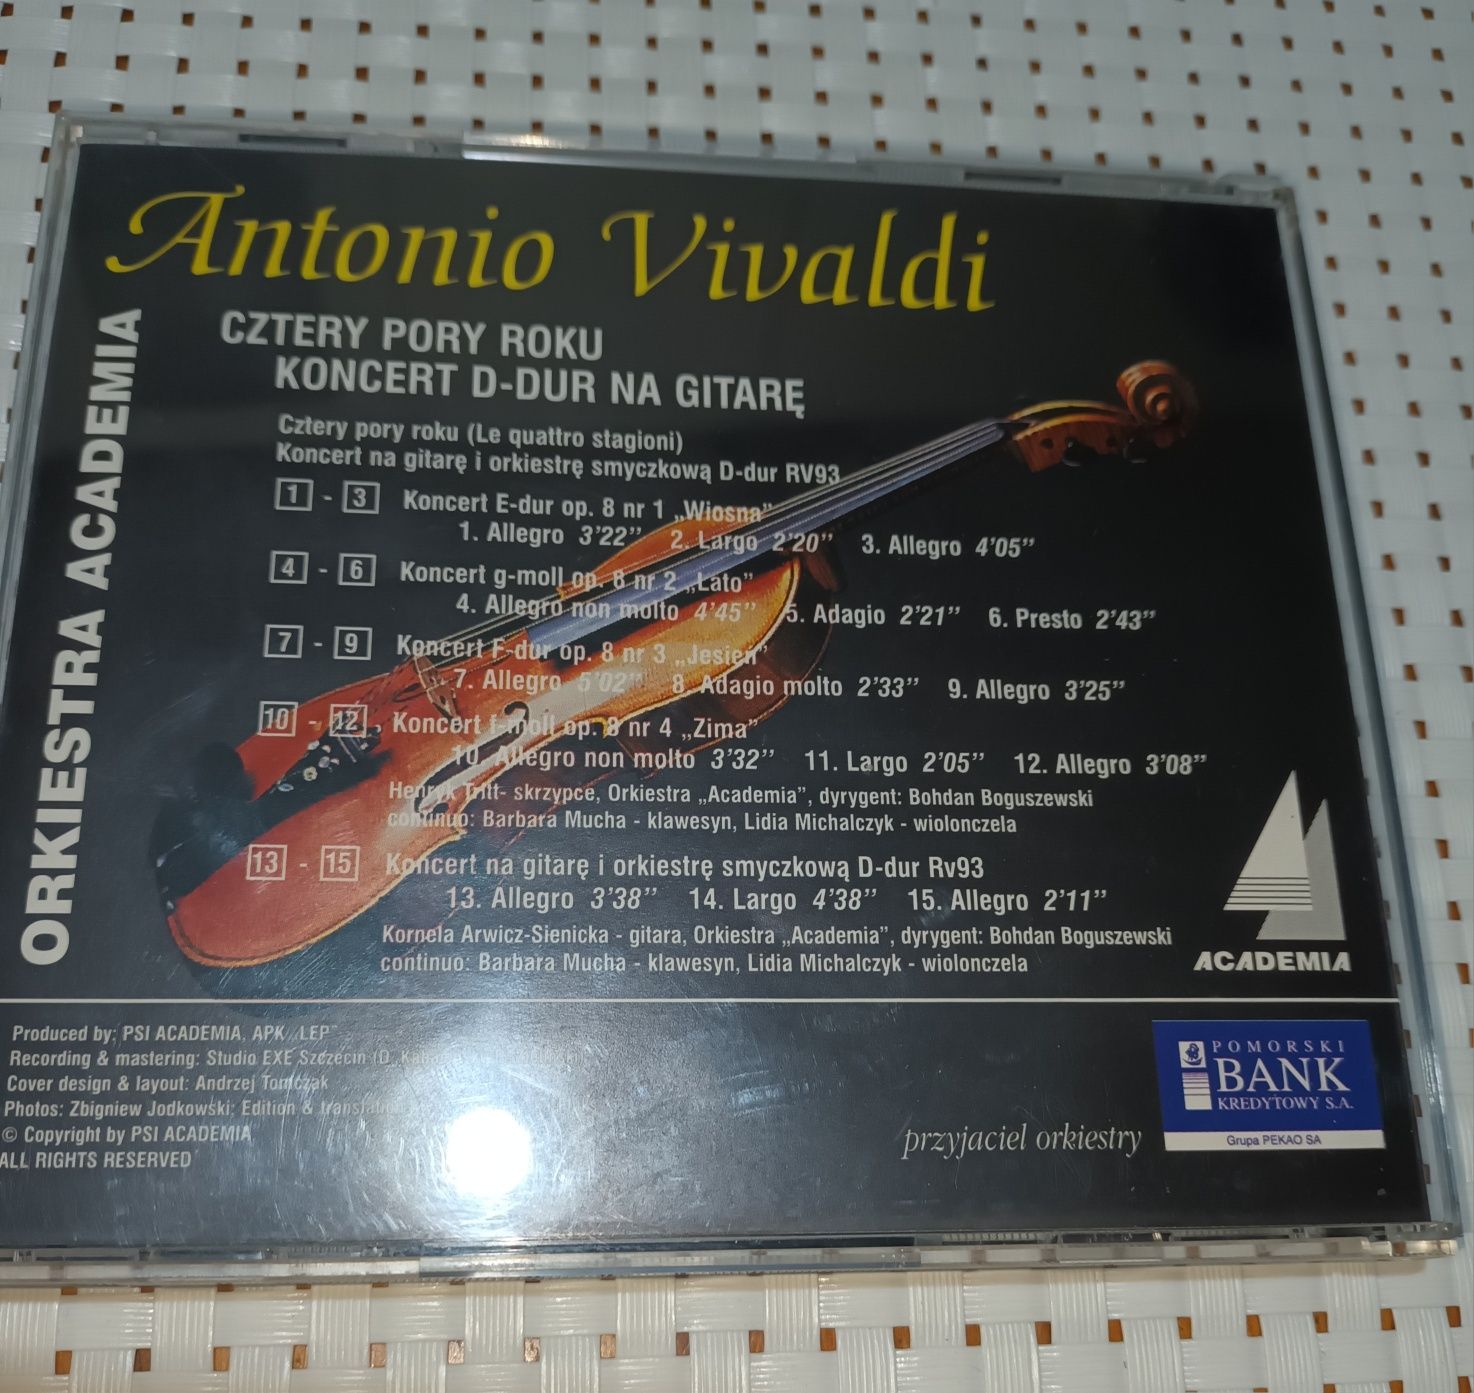 Antonio Vivaldi
ORKIESTRA ACADEMIA
CZTERY PORY ROKU
KONCERT D-DUR NA GITARĘ
Cztery pory roku (Le quattro stagioni)
Koncert na gitarę i orkiestrę smyczkową D-dur RV93
1 - 3 Koncert E-dur op. 8 nr 1 „Wiosna”
1. Allegro 3’22” 2. Largo 2’20” 3. Allegro 4’05”
4 - 6 Koncert g-moll op. 8 nr 2 „Lato”
4. Allegro non molto 4’45” 5. Adagio 2’21” 6. Presto 2’43”
7 - 9 Koncert F-dur op. 8 nr 3 „Jesień”
7. Allegro 5’02” 8. Adagio molto 2’33” 9. Allegro 3’25”
10 - 12 Koncert f-moll op. 8 nr 4 „Zima”
10. Allegro non molto 3’32” 11. Largo 2’05” 12. Allegro 3’08”
Henryk Tritt- skrzypce, Orkiestra „Academia”, dyrygent: Bohdan Boguszewski
continuo: Barbara Mucha - klawesyn, Lidia Michalczyk - wiolonczela
13 - 15 Koncert na gitarę i orkiestrę smyczkową D-dur Rv93
13. Allegro 3’38” 14. Largo 4’38” 15. Allegro 2’11”
Kornela Arwicz-Sienicka - gitara, Orkiestra „Academia”, dyrygent: Bohdan Boguszewski
continuo: Barbara Mucha - klawesyn, Lidia Michalczyk - wiolonczela
ACADEMIA
Produced by: PSI ACADEMIA, APK „LEP”
Recording & mastering: Studio EXE Szczecin (D.
Cover design & layout: Andrzej Tomczak
Photos: Zbigniew Jodkowski; Edition &
© Copyright by PSI ACADEMIA
ALL RIGHTS RESERVED
przyjaciel orkiestry
POMORSKI
BANK
KREDYTOWY S.A.
Grupa PEKAO SA